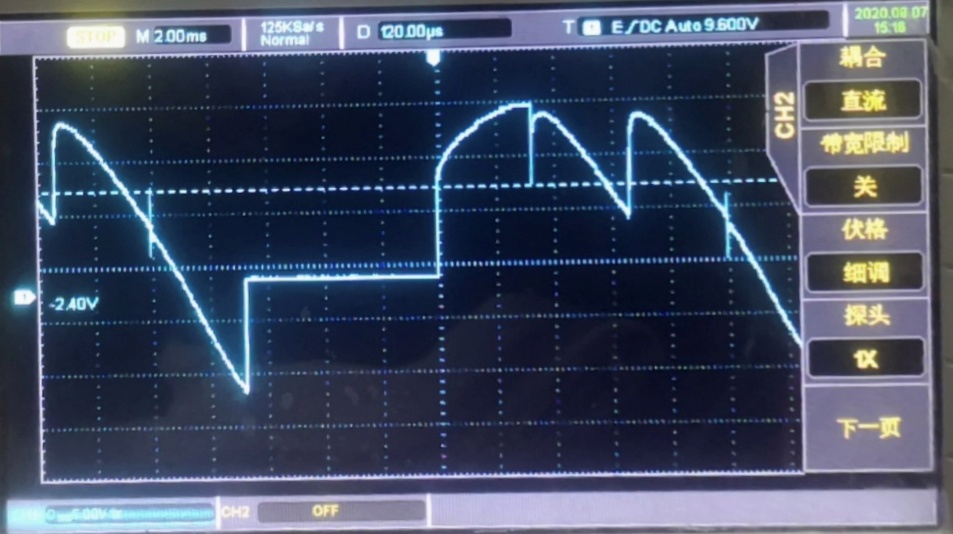 STOP M 2.00ms 125KSa/s D 120.00µs T 1 E DC Auto 9.600V 2020.08.07
Normal 15:16
CH2
耦合
直流
带宽限制
关
伏格
细调
探头
1X
下一页
1
-2.40V
CH2 OFF